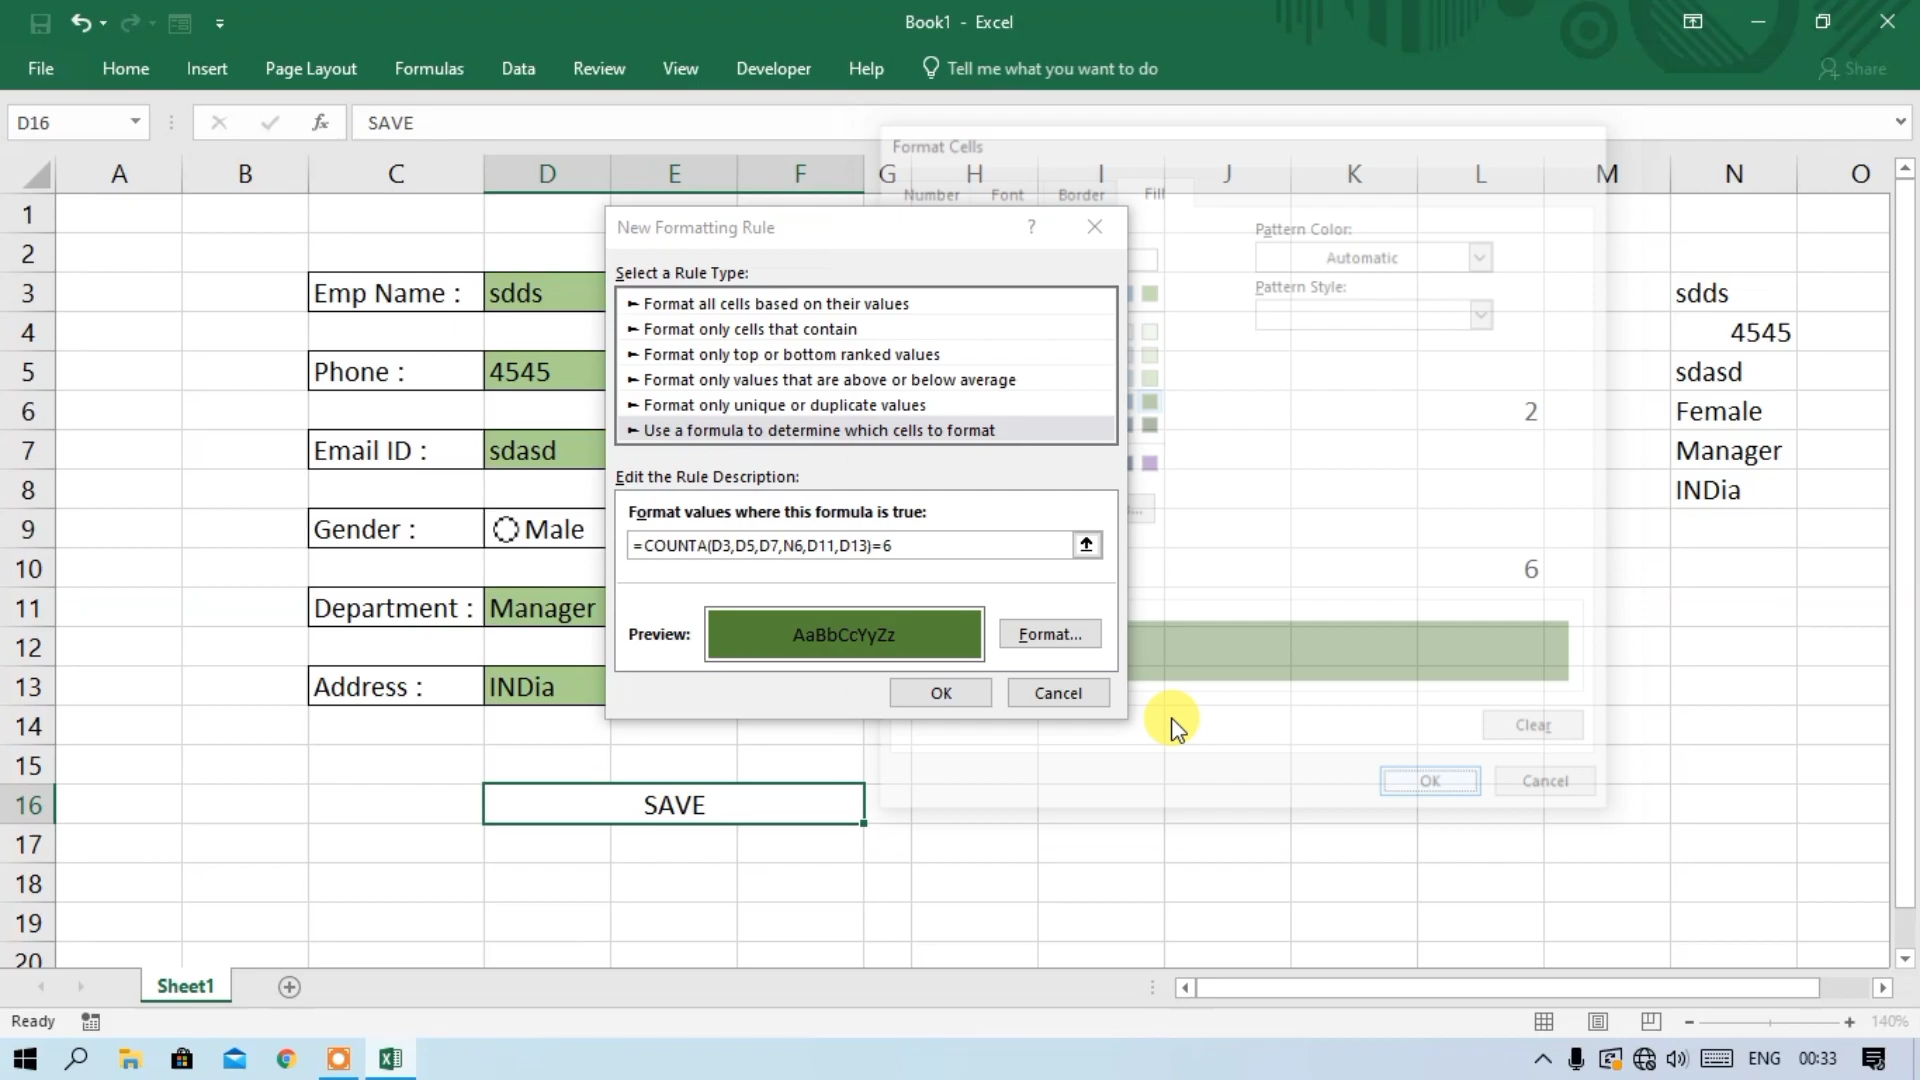 Book1 - Excel
File Home Insert Page Layout Formulas Data Review View Developer Help Tell me what you want to do Share
D16 fx SAVE
A B C D E F G H I J K L M N O
Format Cells
Number Font Border Fill
New Formatting Rule ? 
Pattern Color:
Automatic
Pattern Style:
Select a Rule Type:
► Format all cells based on their values
► Format only cells that contain
► Format only top or bottom ranked values
► Format only values that are above or below average
► Format only unique or duplicate values
► Use a formula to determine which cells to format
Edit the Rule Description:
Format values where this formula is true:
=COUNTA(D3,D5,D7,N6,D11,D13)=6
Preview: AaBbCcYyZz Format...
OK Cancel
Clear
OK Cancel
1
2
3 Emp Name : sdds sdds
4 4545
5 Phone : 4545 sdasd
6 2 Female
7 Email ID : sdasd Manager
8 INDia
9 Gender : Male
10 6
11 Department : Manager
12
13 Address : INDia
14
15
16 SAVE
17
18
19
20
Sheet1
Ready 140%
ENG 00:33